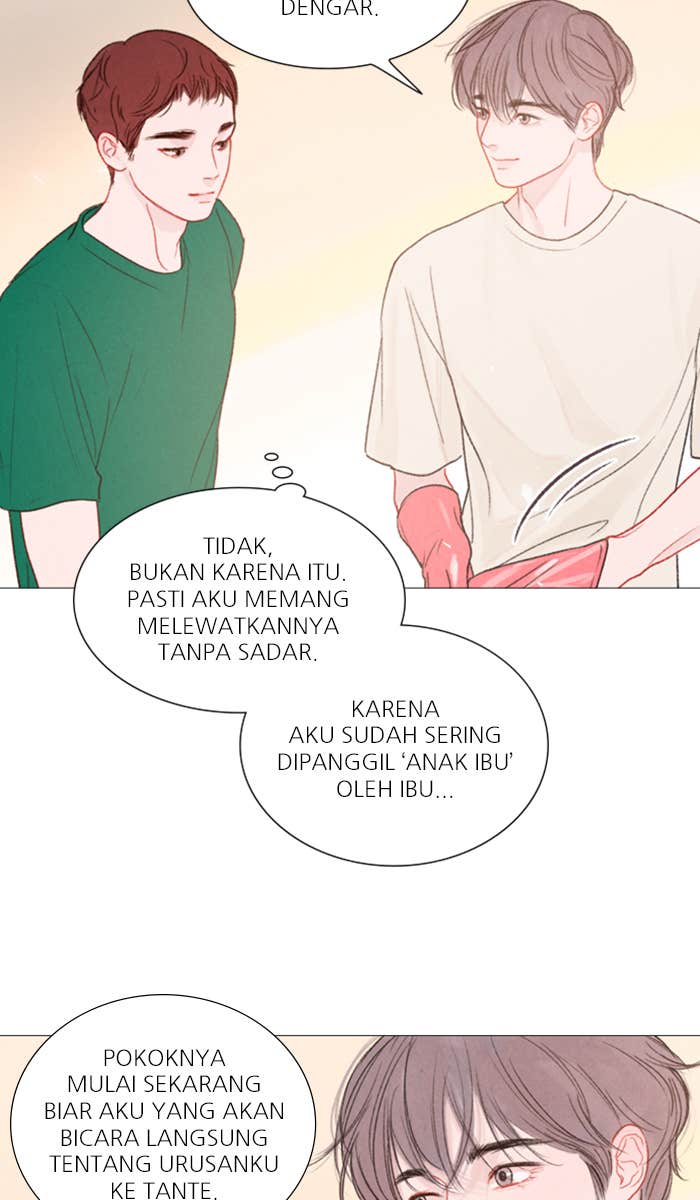 DENGAR.
TIDAK,
BUKAN KARENA ITU.
PASTI AKU MEMANG
MELEWATKANNYA
TANPA SADAR.
KARENA
AKU SUDAH SERING
DIPANGGIL ‘ANAK IBU’
OLEH IBU...
POKOKNYA
MULAI SEKARANG
BIAR AKU YANG AKAN
BICARA LANGSUNG
TENTANG URUSANKU
KE TANTE.